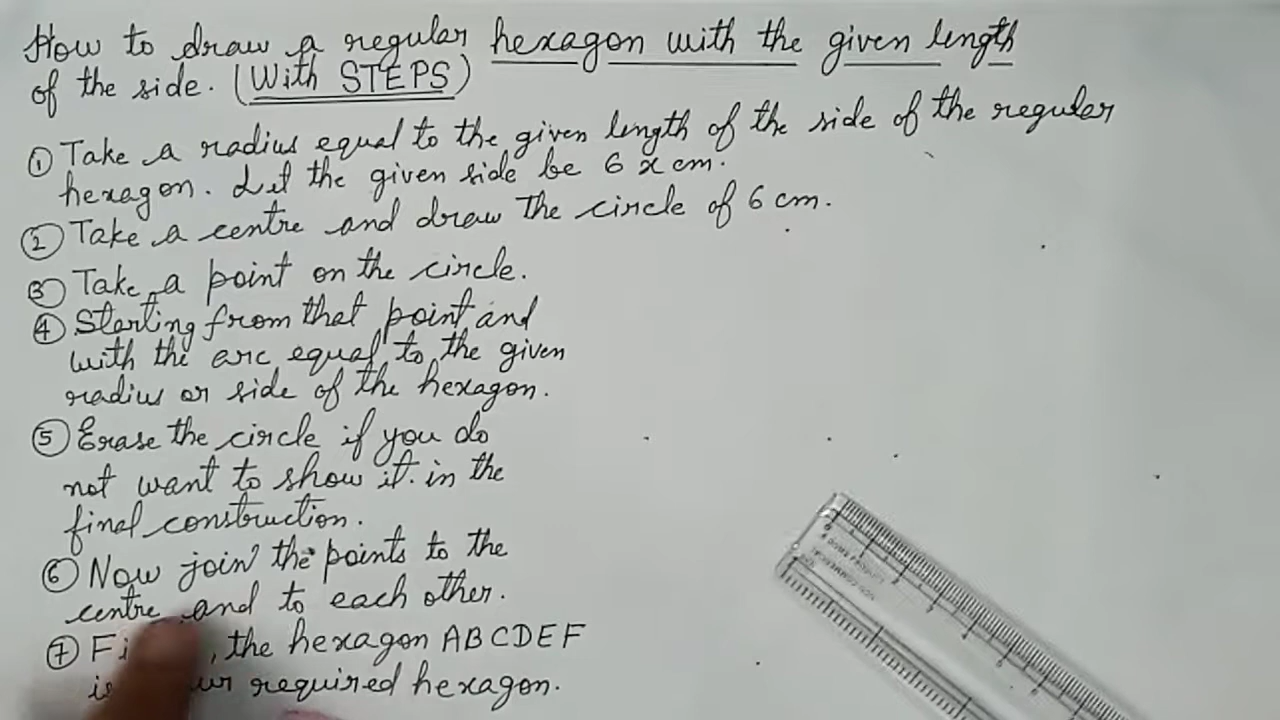 How to draw a regular hexagon with the given length
of the side. (With STEPS)
① Take a radius equal to the given length of the side of the regular
hexagon. Let the given side be 6 x cm.
② Take a centre and draw the circle of 6 cm.
③ Take a point on the circle.
④ Starting from that point and
with the arc equal to the given
radius or side of the hexagon.
⑤ Erase the circle if you do
not want to show it in the
final construction.
⑥ Now join the points to the
centre and to each other.
⑦ , the hexagon ABCDEF
required hexagon.